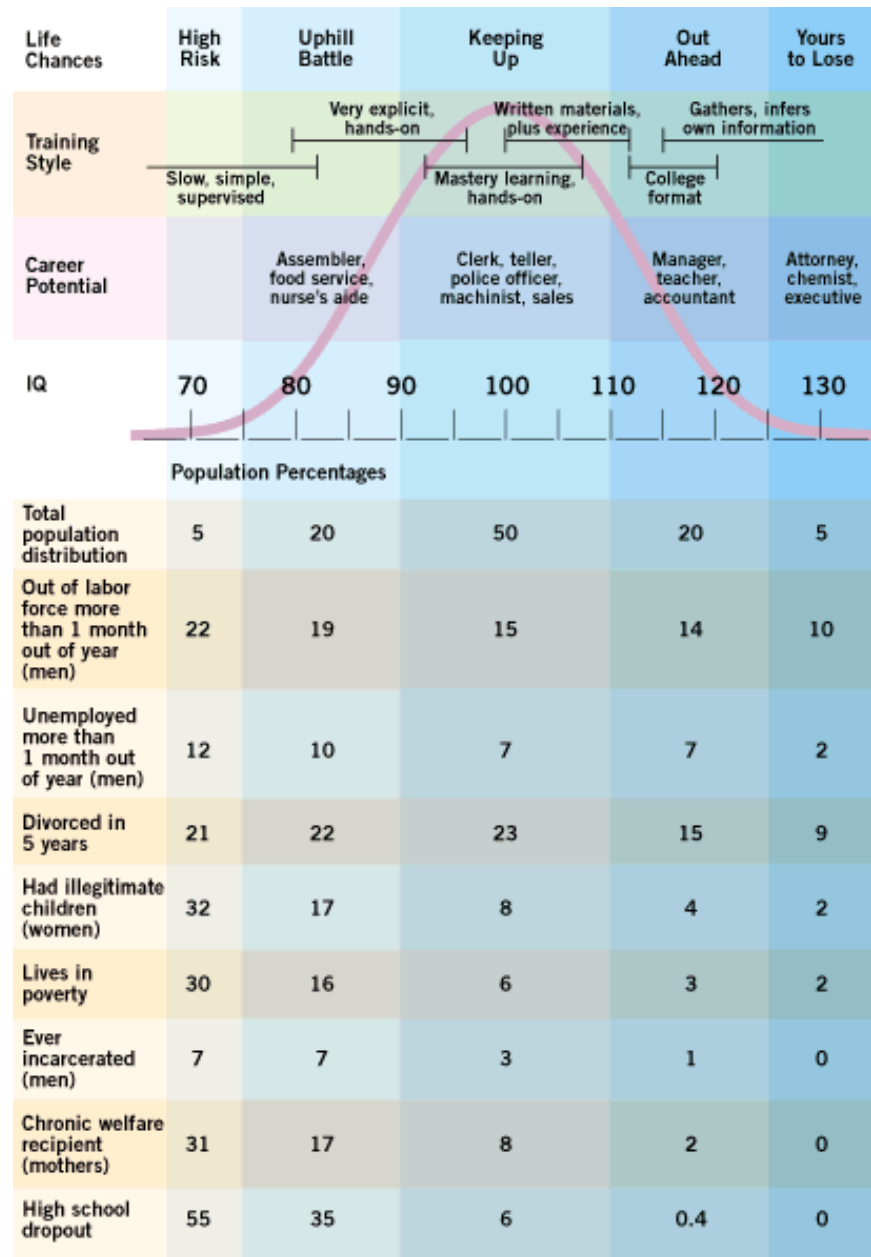 Life Chances
High Risk
Uphill Battle
Keeping Up
Out Ahead
Yours to Lose
Training Style
Very explicit, hands-on
Written materials, plus experience
Gathers, infers own information
Slow, simple, supervised
Mastery learning, hands-on
College format
Career Potential
Assembler, food service, nurse's aide
Clerk, teller, police officer, machinist, sales
Manager, teacher, accountant
Attorney, chemist, executive
IQ 70 80 90 100 110 120 130
Population Percentages
Total population distribution 5 20 50 20 5
Out of labor force more than 1 month out of year (men) 22 19 15 14 10
Unemployed more than 1 month out of year (men) 12 10 7 7 2
Divorced in 5 years 21 22 23 15 9
Had illegitimate children (women) 32 17 8 4 2
Lives in poverty 30 16 6 3 2
Ever incarcerated (men) 7 7 3 1 0
Chronic welfare recipient (mothers) 31 17 8 2 0
High school dropout 55 35 6 0.4 0